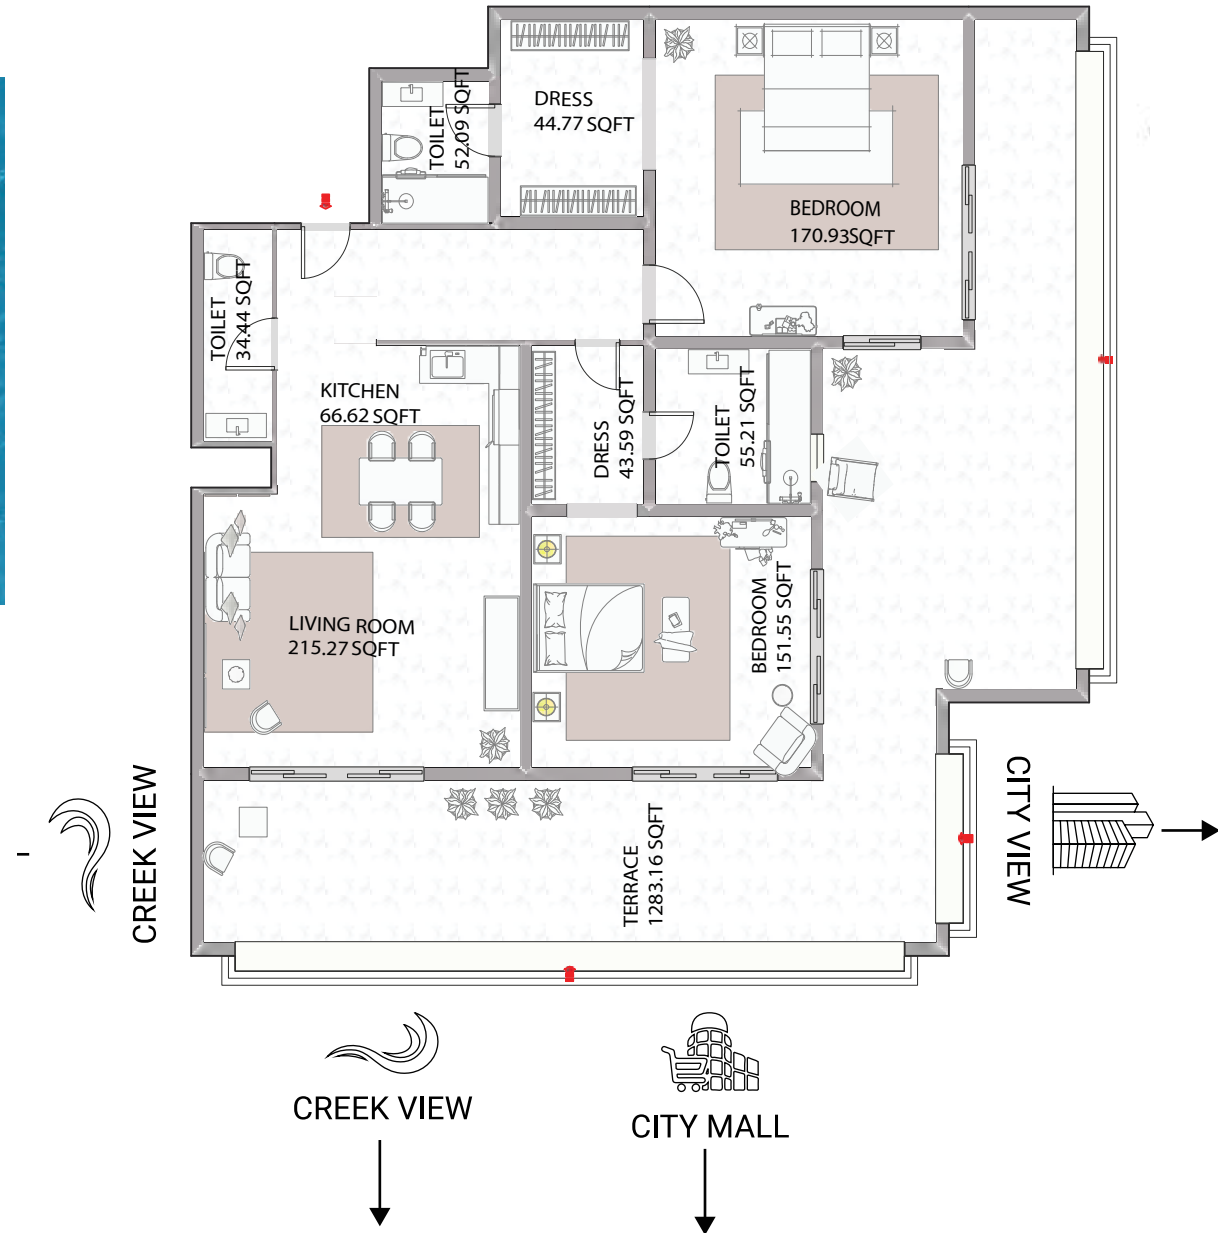 DRESS
44.77 SQFT
TOILET
52.09 SQFT
BEDROOM
170.93SQFT
TOILET
34.44 SQFT
KITCHEN
66.62 SQFT
DRESS
43.59 SQFT
TOILET
55.21 SQFT
LIVING ROOM
215.27 SQFT
BEDROOM
151.55 SQFT
TERRACE
1283.16 SQFT
CREEK VIEW
CITY VIEW
CREEK VIEW
CITY MALL